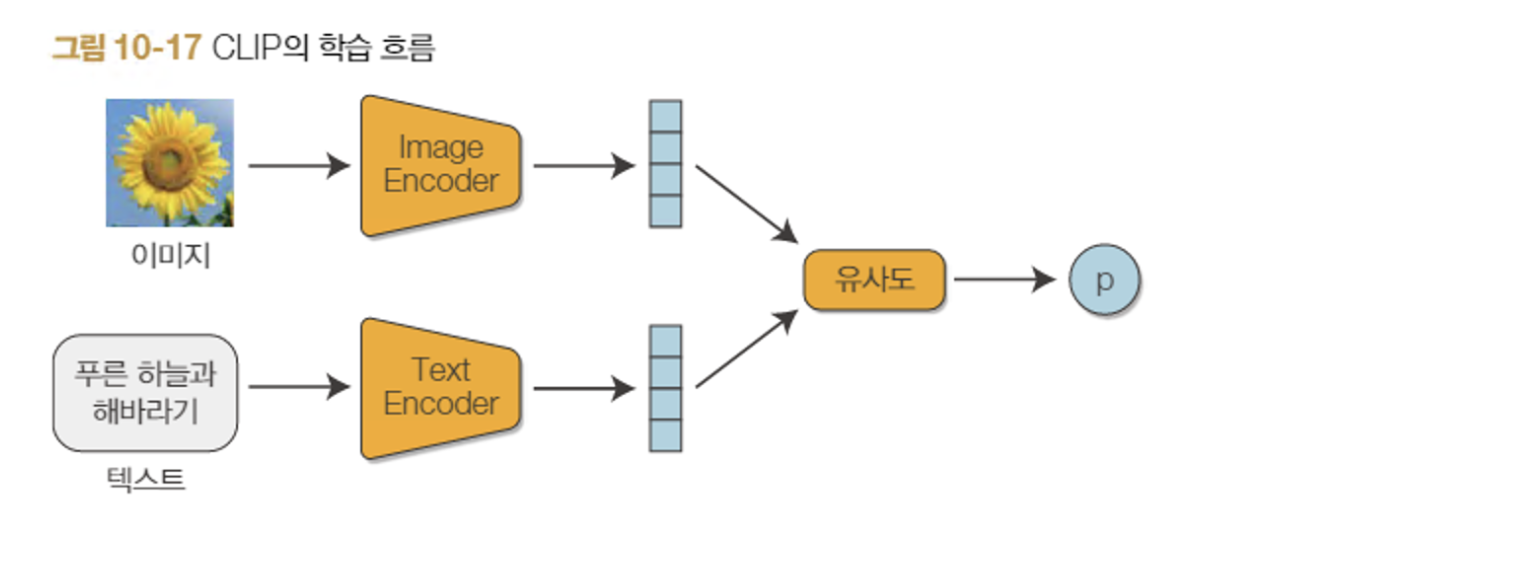 그림 10-17 CLIP의 학습 흐름
Image
Encoder
이미지
유사도
p
푸른 하늘과
해바라기
Text
Encoder
텍스트